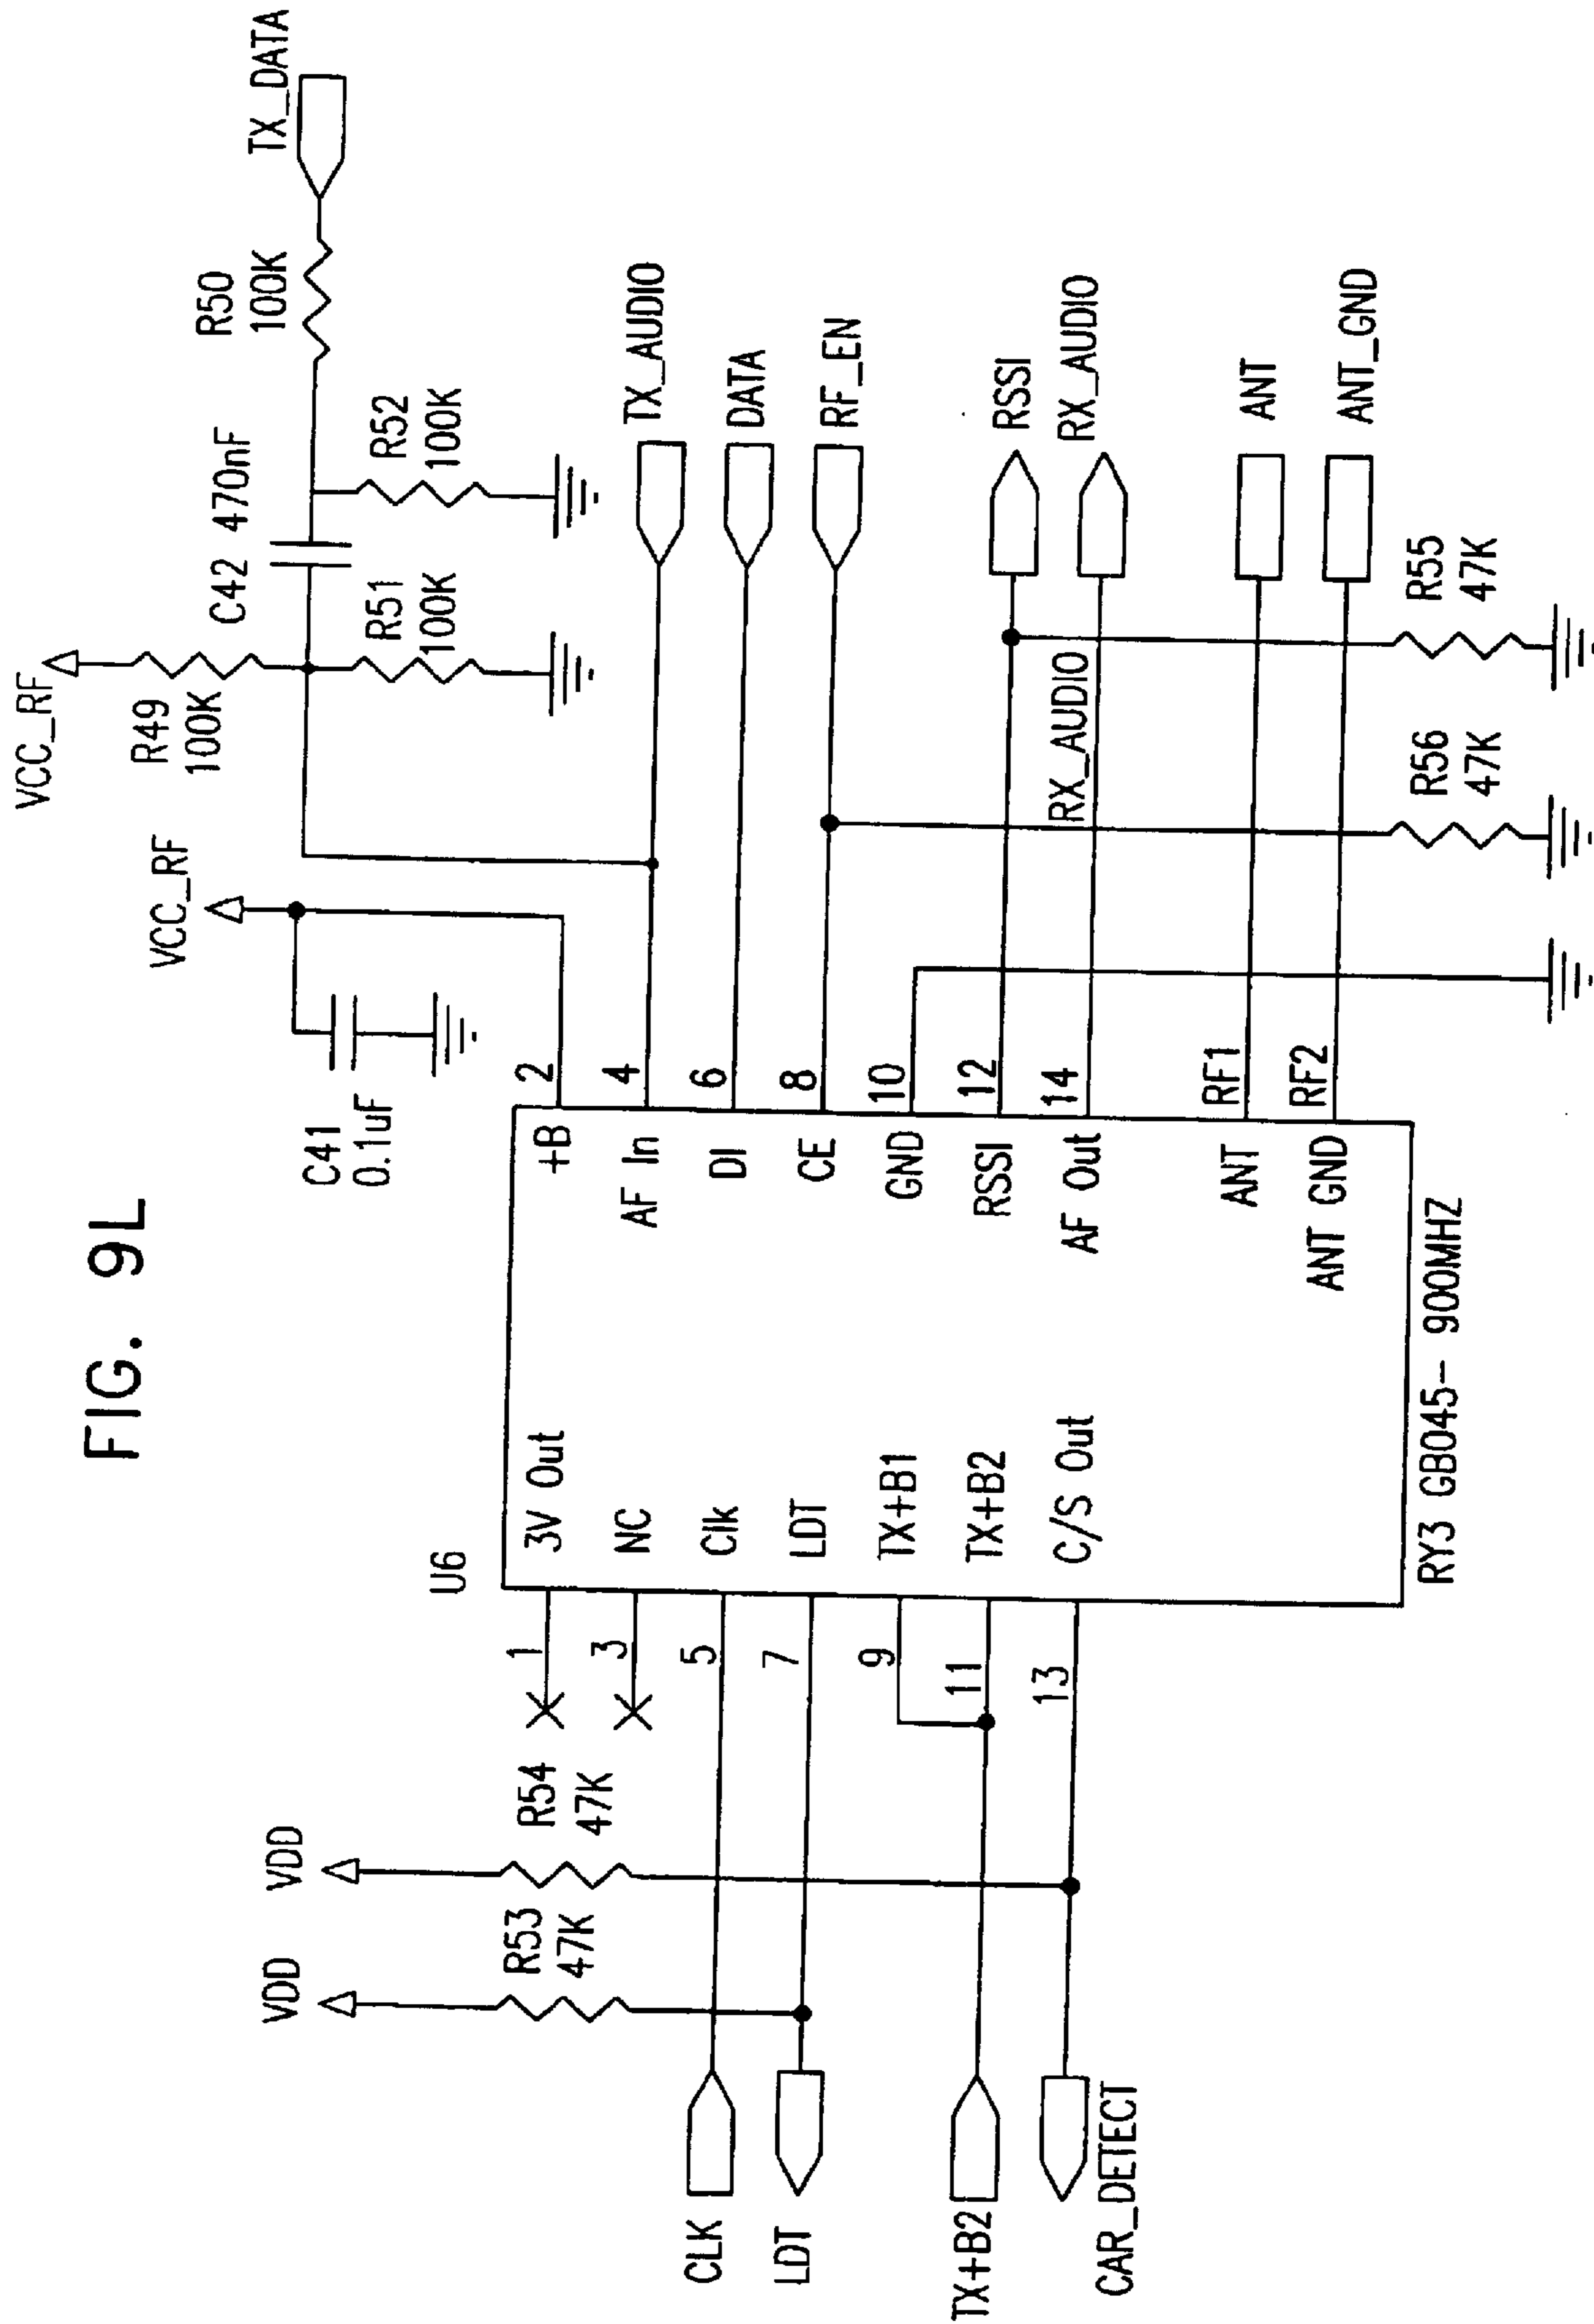 FIG. 9L
VCC_RF
R49
100K
C42 470nF
R51
100K
R52
100K
R50
100K
TX_DATA
VCC_RF
C41
0.1uF
VDD
VDD
R53
47K
R54
47K
U6
1
3
5
7
9
11
13
3V Out
NC
Clk
LDT
TX+B1
TX+B2
C/S Out
+B
AF In
DI
CE
GND
RSSI
AF Out
ANT
ANT GND
2
4
6
8
10
12
14
RF1
RF2
CLK
LDT
TX+B2
CAR_DETECT
TX_AUDIO
DATA
RF_EN
RSSI
RX_AUDIO
RX_AUDIO
ANT
ANT_GND
R56
47K
R55
47K
RY3 GB045- 900MHZ